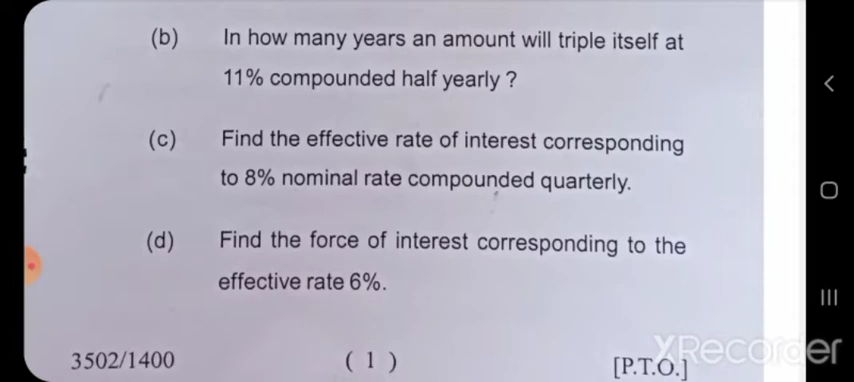 (b) In how many years an amount will triple itself at
11% compounded half yearly ?
(c) Find the effective rate of interest corresponding
to 8% nominal rate compounded quarterly.
(d) Find the force of interest corresponding to the
effective rate 6%.
3502/1400 ( 1 ) [P.T.O.]
XRecorder